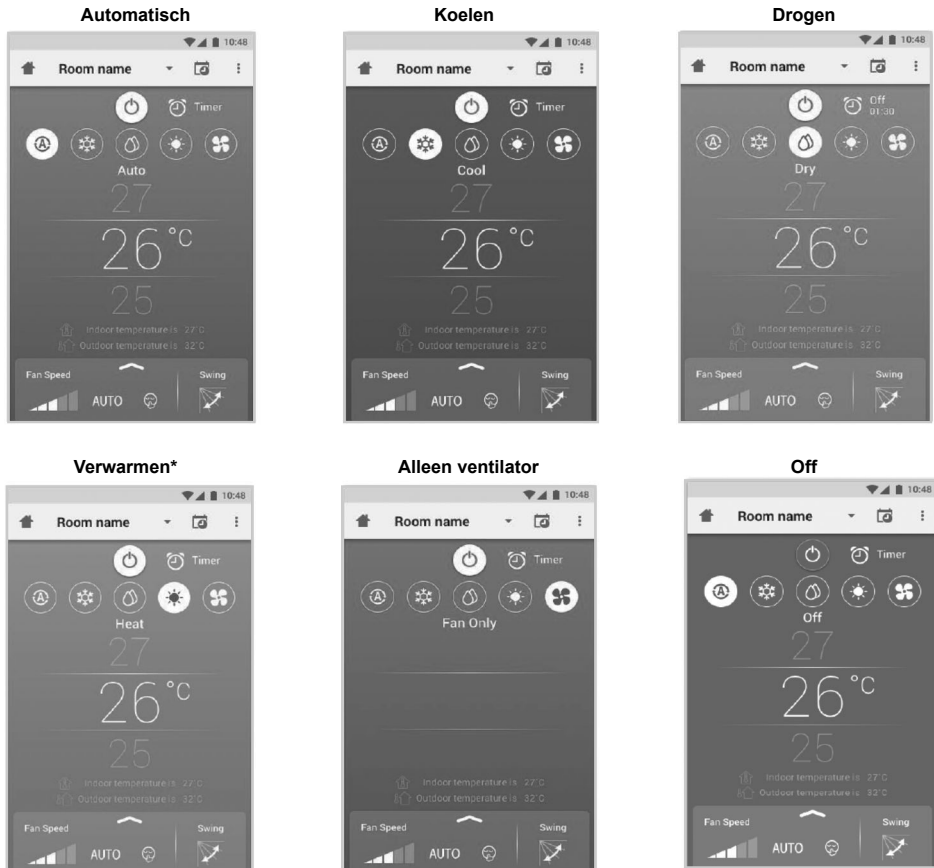 Automatisch
10:48
Room name
Timer
Auto
27
26°C
25
Indoor temperature is 27°C
Outdoor temperature is 32°C
Fan Speed
Swing
AUTO
Koelen
10:48
Room name
Timer
Cool
27
26°C
25
Indoor temperature is 27°C
Outdoor temperature is 32°C
Fan Speed
Swing
AUTO
Drogen
10:48
Room name
Off
01:30
Dry
27
26°C
25
Indoor temperature is 27°C
Outdoor temperature is 32°C
Fan Speed
Swing
AUTO
Verwarmen*
10:48
Room name
Timer
Heat
27
26°C
25
Indoor temperature is 27°C
Outdoor temperature is 32°C
Fan Speed
Swing
AUTO
Alleen ventilator
10:48
Room name
Timer
Fan Only
Indoor temperature is 27°C
Outdoor temperature is 32°C
Fan Speed
Swing
AUTO
Off
10:48
Room name
Timer
Off
27
26°C
25
Indoor temperature is 27°C
Outdoor temperature is 32°C
Fan Speed
Swing
AUTO